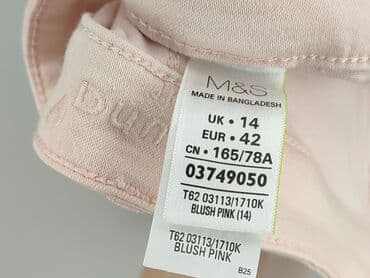 M&S
MADE IN BANGLADESH
UK • 14
EUR • 42
CN • 165/78A
03749050
T62 03113/1710K
BLUSH PINK (14)
T62 03113/1710K
BLUSH PINK
B25